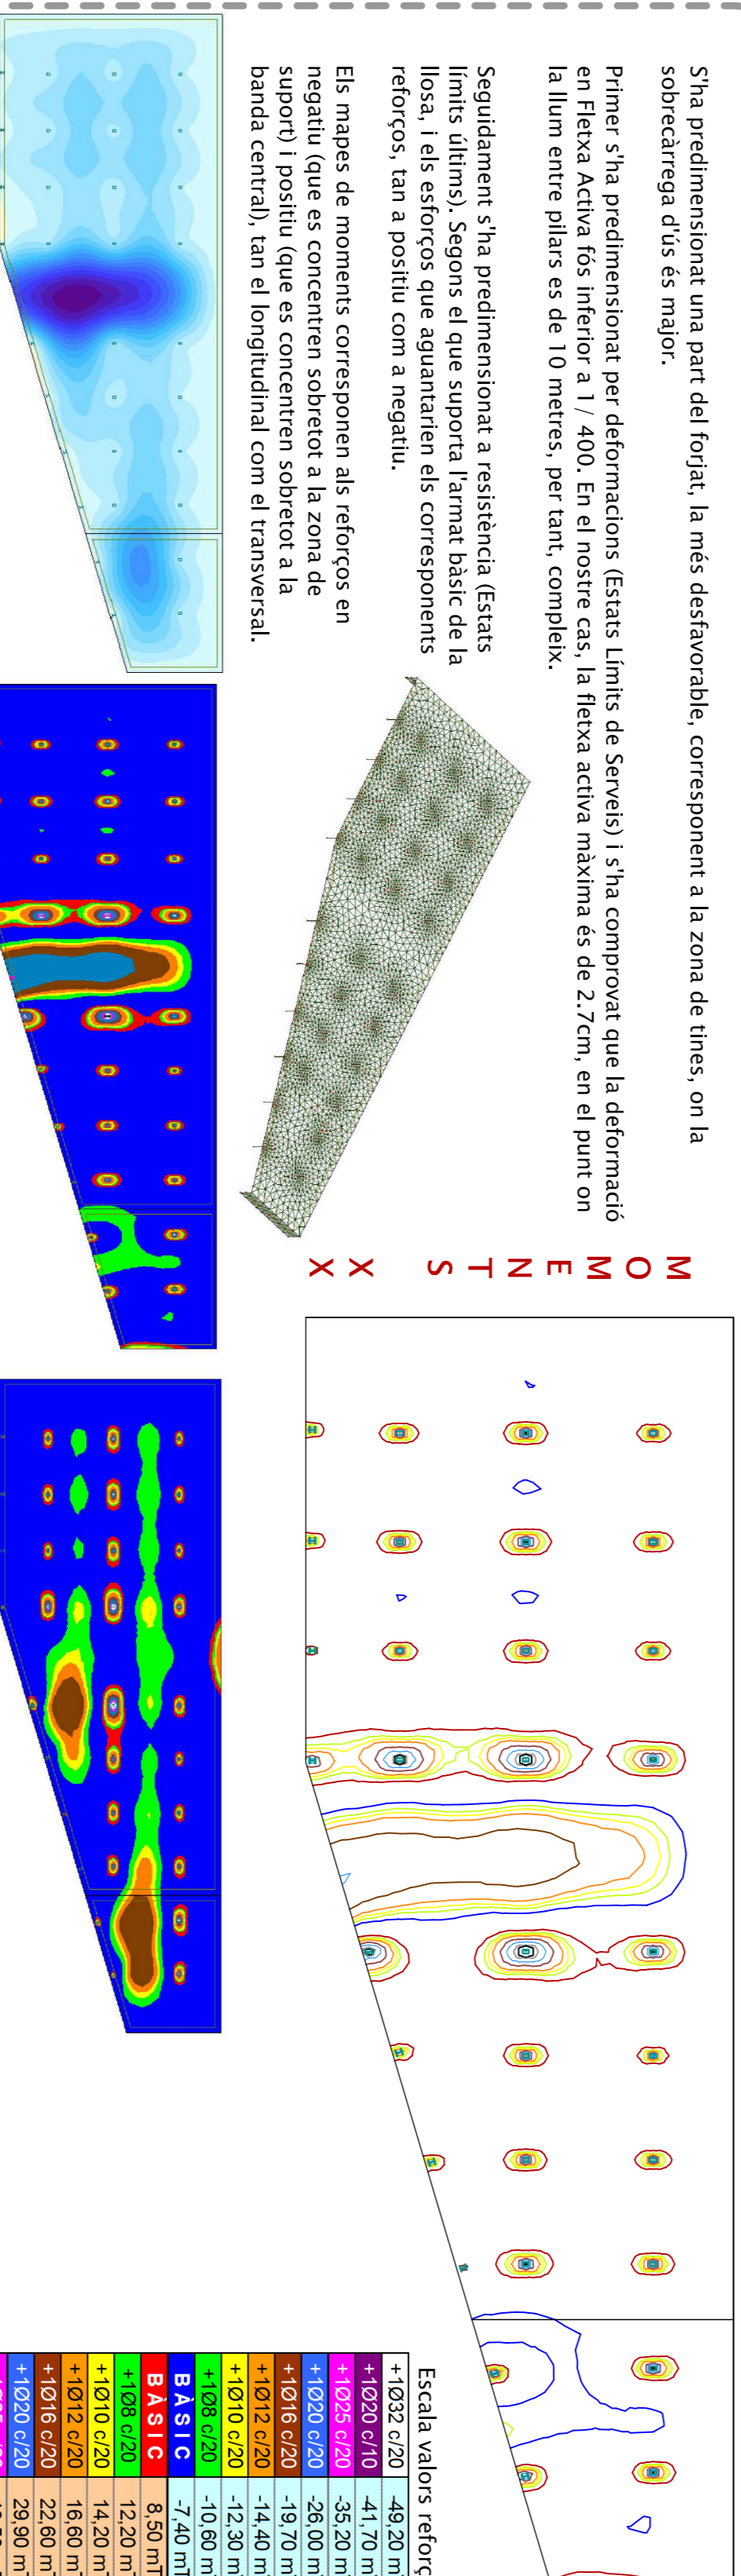 S'ha predimensionat una part del forjat, la més desfavorable, corresponent a la zona de tines, on la
sobrecàrrega d'ús és major.
Primer s'ha predimensionat per deformacions (Estats Límits de Serveis) i s'ha comprovat que la deformació
en Fletxa Activa fós inferior a 1 / 400. En el nostre cas, la fletxa activa màxima és de 2.7cm, en el punt on
la llum entre pilars es de 10 metres, per tant, compleix.
Seguidament s'ha predimensionat a resistència (Estats
límits últims). Segons el que suporta l'armat bàsic de la
llosa, i els esforços que aguantarien els corresponents
reforços, tan a positiu com a negatiu.
Els mapes de moments corresponen als reforços en
negatiu (que es concentren sobretot a la zona de
suport) i positiu (que es concentren sobretot a la
banda central), tan el longitudinal com el transversal.
MOMENTS XX
Escala valors reforç
+1Ø32 c/20 -49,20 m
+1Ø20 c/10 -41,70 m
+1Ø25 c/20 -35,20 m
+1Ø20 c/20 -26,00 m
+1Ø16 c/20 -19,70 m
+1Ø12 c/20 -14,40 m
+1Ø10 c/20 -12,30 m
+1Ø8 c/20 -10,60 m
BÀSIC -7,40 m
BÀSIC 8,50 mT
+1Ø8 c/20 12,20 m
+1Ø10 c/20 14,20 m
+1Ø12 c/20 16,60 m
+1Ø16 c/20 22,60 m
+1Ø20 c/20 29,90 m